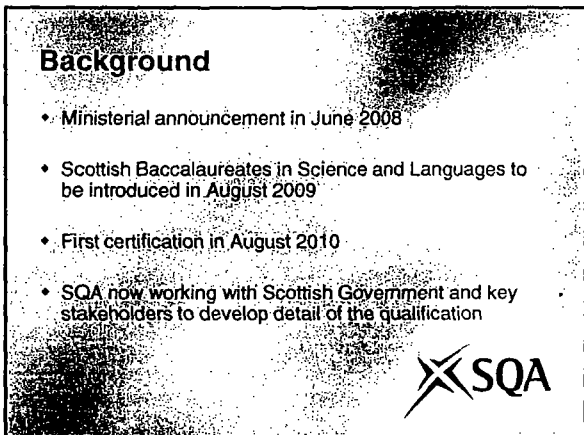 Background
• Ministerial announcement in June 2008
• Scottish Baccalaureates in Science and Languages to
be introduced in August 2009
• First certification in August 2010
• SQA now working with Scottish Government and key
stakeholders to develop detail of the qualification
SQA